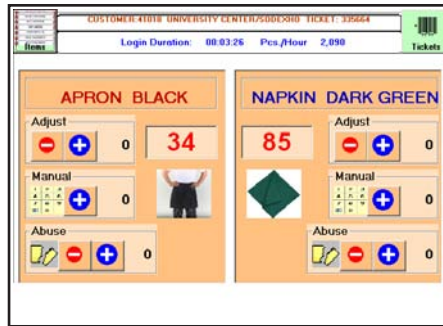 CUSTOMER:41018 UNIVERSITY CENTER/SODEXHO TICKET: 335664
Items
Login Duration: 00:03:26 Pcs./Hour 2,090
Tickets
APRON BLACK
Adjust
0
34
Manual
0
Abuse
0
NAPKIN DARK GREEN
85
Adjust
0
Manual
0
Abuse
0